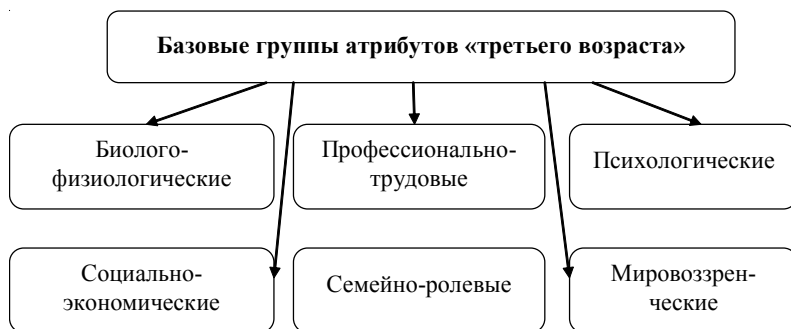 Базовые группы атрибутов «третьего возраста»
Биолого-
физиологические
Профессионально-
трудовые
Психологические
Социально-
экономические
Семейно-ролевые
Мировоззрен-
ческие